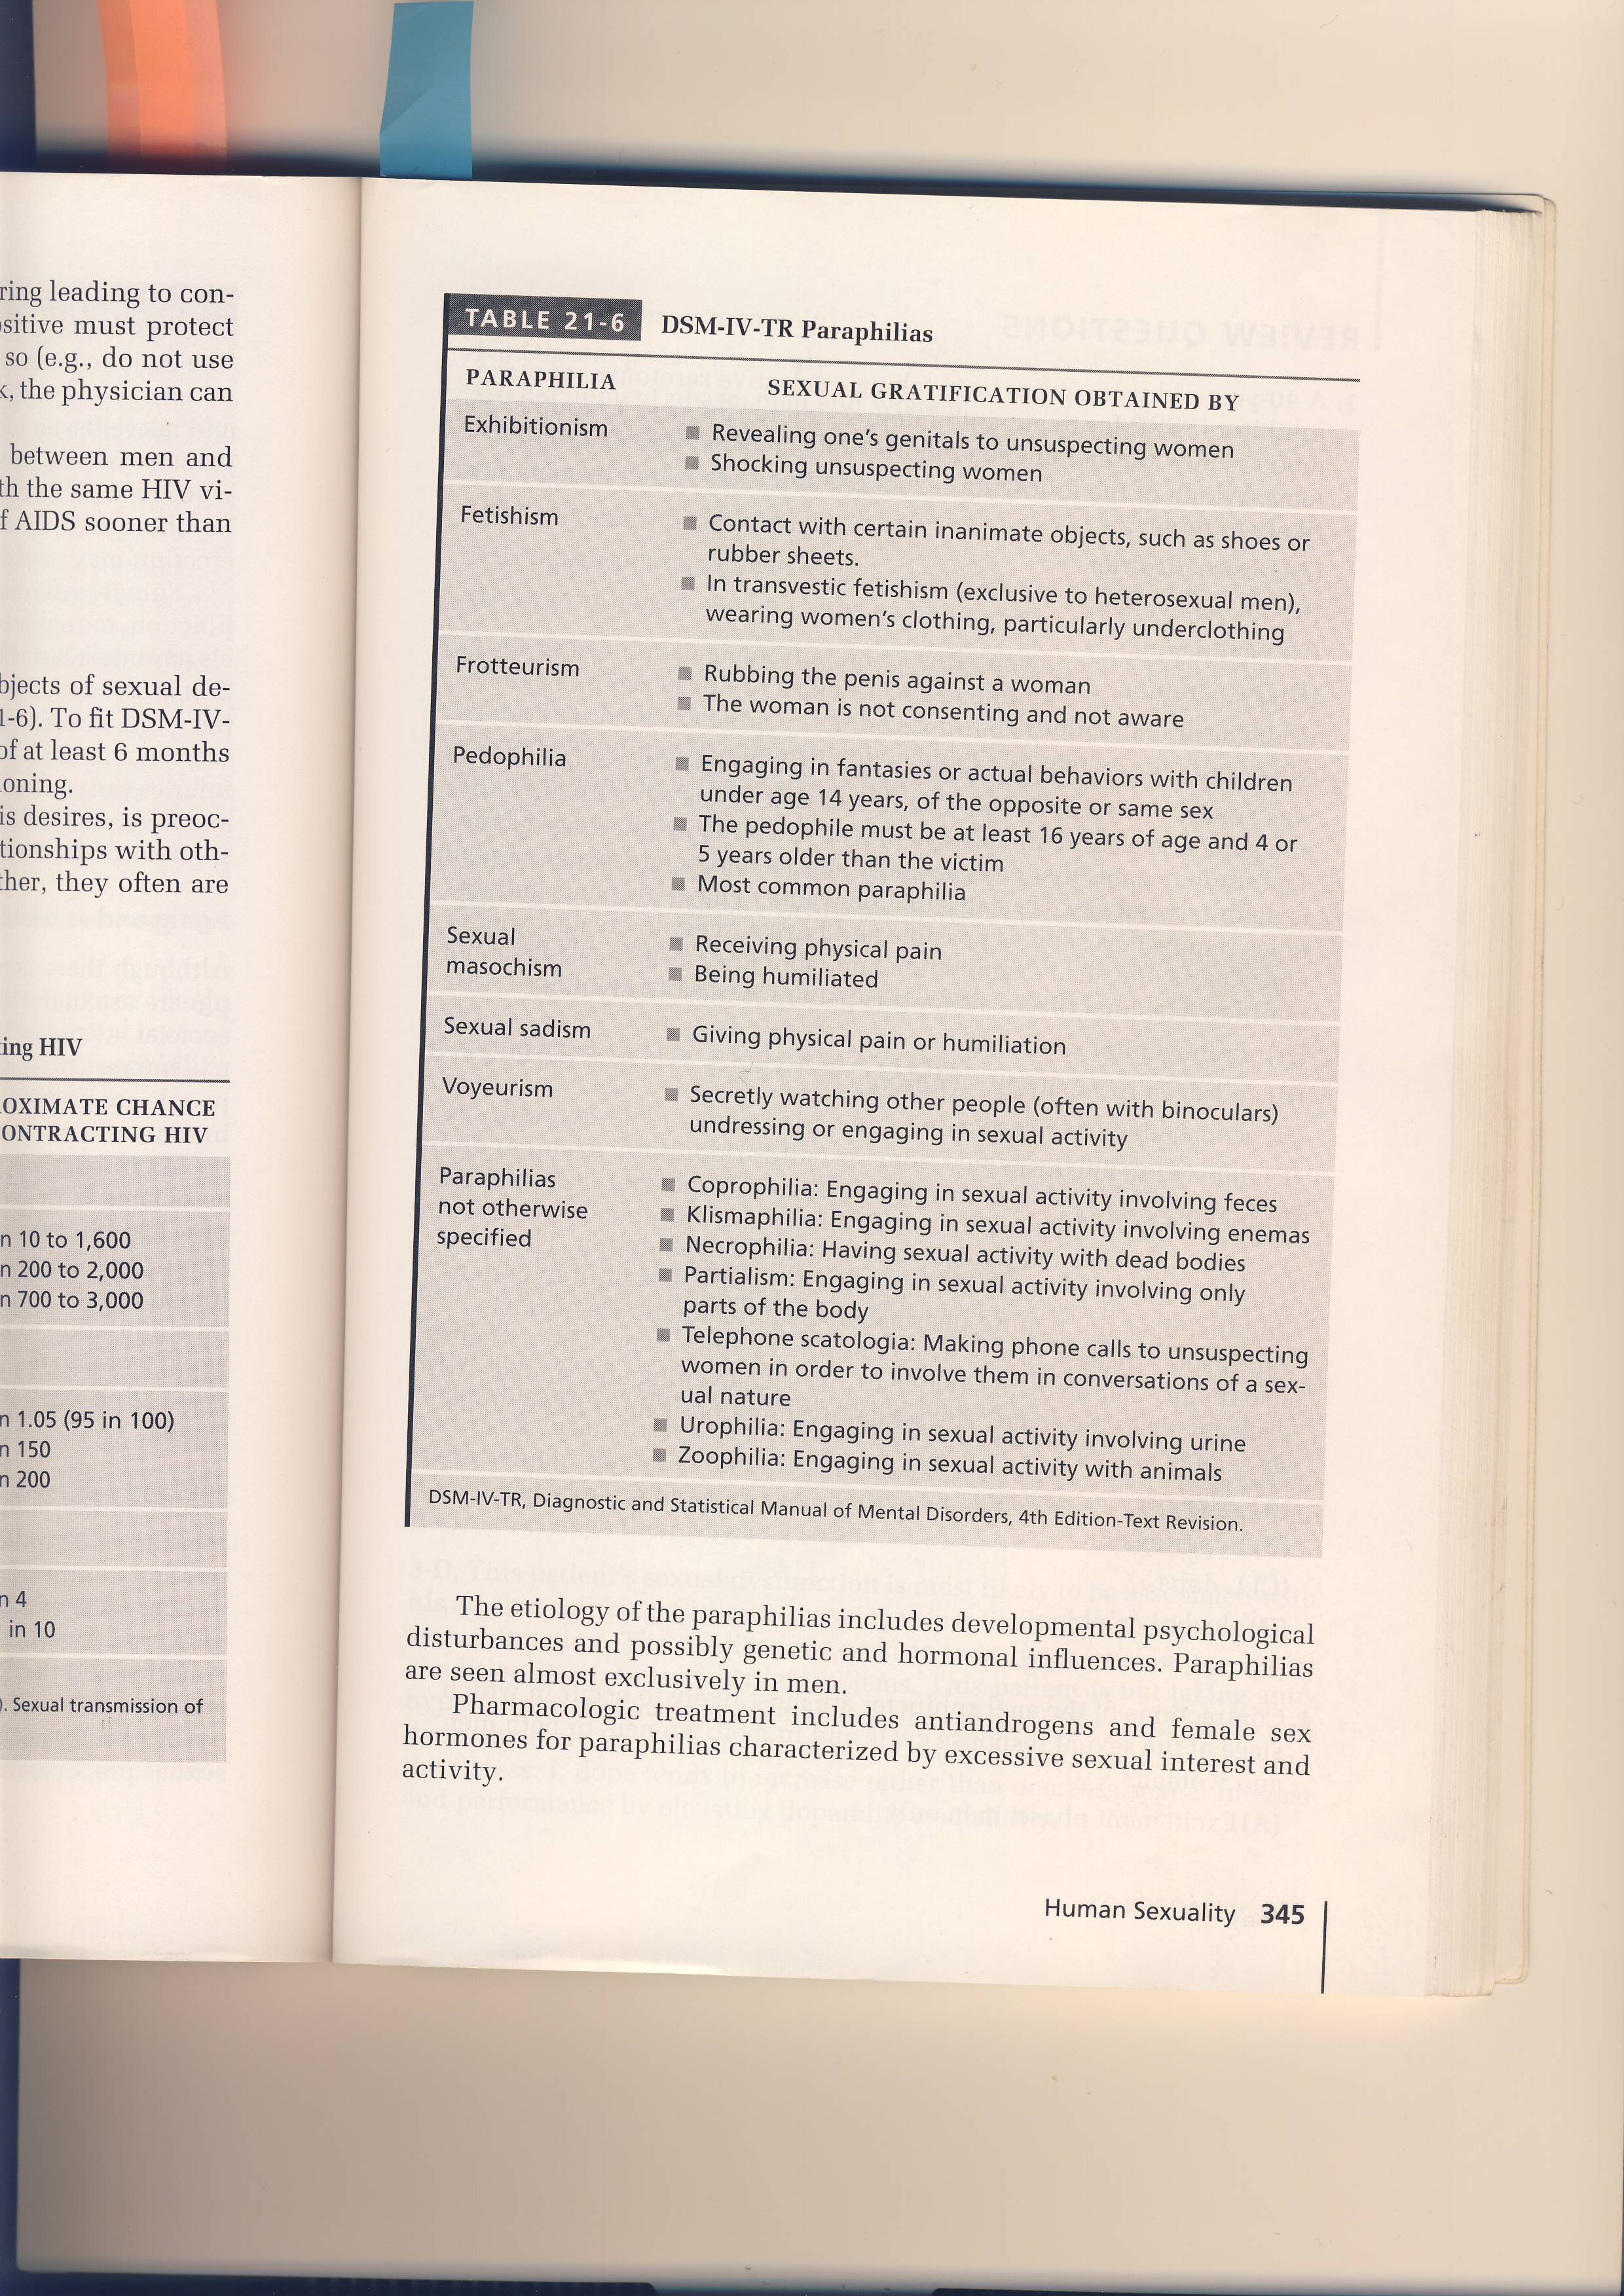 ring leading to con-
sitive must protect
so (e.g., do not use
, the physician can
between men and
th the same HIV vi-
f AIDS sooner than
bjects of sexual de-
1-6). To fit DSM-IV-
of at least 6 months
oning.
is desires, is preoc-
tionships with oth-
ther, they often are
ting HIV
OXIMATE CHANCE
ONTRACTING HIV
n 10 to 1,600
n 200 to 2,000
n 700 to 3,000
n 1.05 (95 in 100)
n 150
n 200
n 4
in 10
). Sexual transmission of
TABLE 21-6 DSM-IV-TR Paraphilias
PARAPHILIA SEXUAL GRATIFICATION OBTAINED BY
Exhibitionism ■ Revealing one's genitals to unsuspecting women
■ Shocking unsuspecting women
Fetishism ■ Contact with certain inanimate objects, such as shoes or
rubber sheets.
■ In transvestic fetishism (exclusive to heterosexual men),
wearing women's clothing, particularly underclothing
Frotteurism ■ Rubbing the penis against a woman
■ The woman is not consenting and not aware
Pedophilia ■ Engaging in fantasies or actual behaviors with children
under age 14 years, of the opposite or same sex
■ The pedophile must be at least 16 years of age and 4 or
5 years older than the victim
■ Most common paraphilia
Sexual ■ Receiving physical pain
masochism ■ Being humiliated
Sexual sadism ■ Giving physical pain or humiliation
Voyeurism ■ Secretly watching other people (often with binoculars)
undressing or engaging in sexual activity
Paraphilias ■ Coprophilia: Engaging in sexual activity involving feces
not otherwise ■ Klismaphilia: Engaging in sexual activity involving enemas
specified ■ Necrophilia: Having sexual activity with dead bodies
■ Partialism: Engaging in sexual activity involving only
parts of the body
■ Telephone scatologia: Making phone calls to unsuspecting
women in order to involve them in conversations of a sex-
ual nature
■ Urophilia: Engaging in sexual activity involving urine
■ Zoophilia: Engaging in sexual activity with animals
DSM-IV-TR, Diagnostic and Statistical Manual of Mental Disorders, 4th Edition-Text Revision.
The etiology of the paraphilias includes developmental psychological
disturbances and possibly genetic and hormonal influences. Paraphilias
are seen almost exclusively in men.
Pharmacologic treatment includes antiandrogens and female sex
hormones for paraphilias characterized by excessive sexual interest and
activity.
Human Sexuality 345